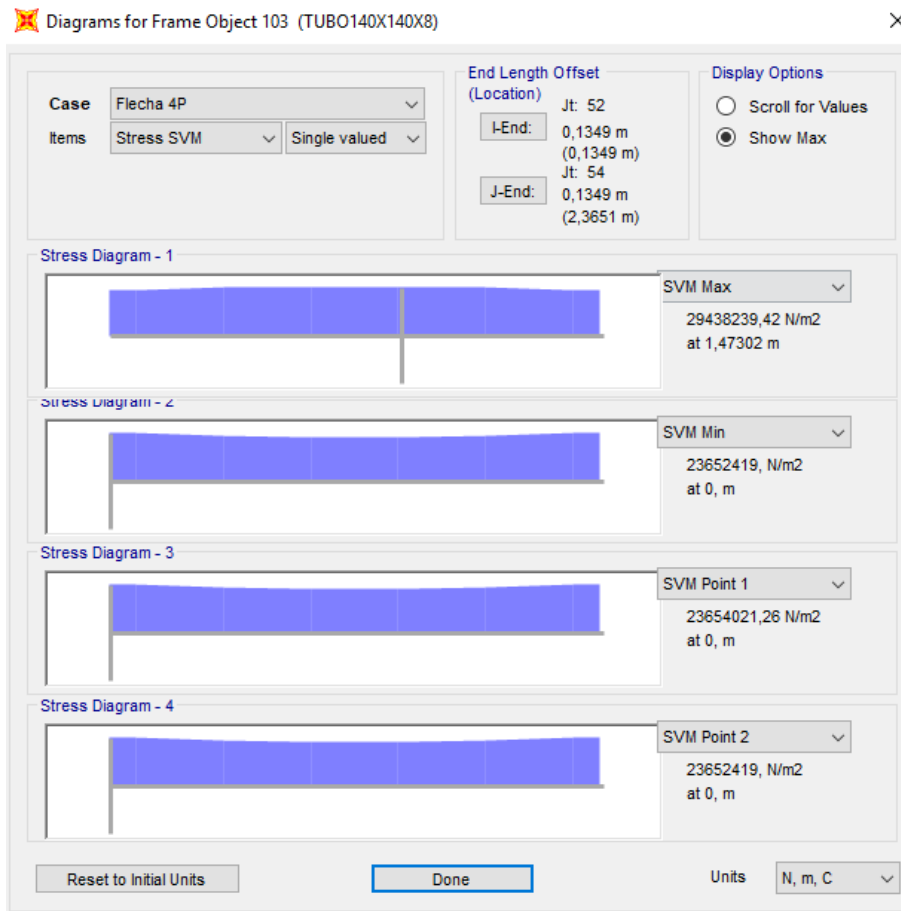 Diagrams for Frame Object 103 (TUBO140X140X8)
Case Flecha 4P
Items Stress SVM Single valued
End Length Offset
(Location)
Jt: 52
I-End: 0,1349 m
(0,1349 m)
Jt: 54
J-End: 0,1349 m
(2,3651 m)
Display Options
Scroll for Values
Show Max
Stress Diagram - 1
SVM Max
29438239,42 N/m2
at 1,47302 m
Stress Diagram - 2
SVM Min
23652419, N/m2
at 0, m
Stress Diagram - 3
SVM Point 1
23654021,26 N/m2
at 0, m
Stress Diagram - 4
SVM Point 2
23652419, N/m2
at 0, m
Reset to Initial Units
Done
Units N, m, C